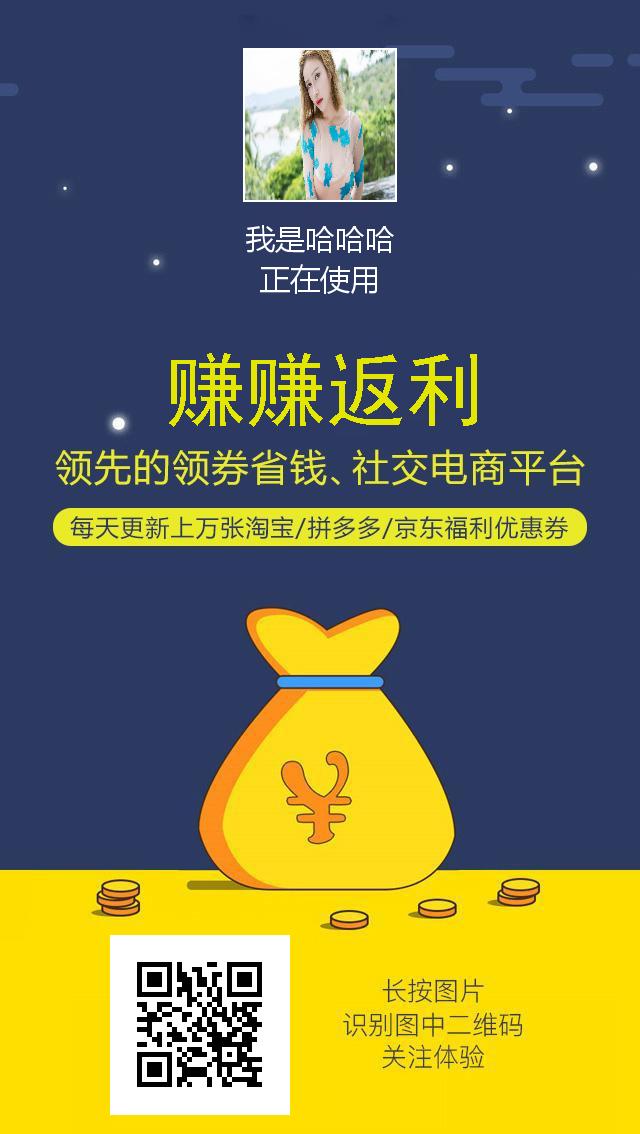 我是哈哈哈
正在使用
赚赚返利
领先的领券省钱、社交电商平台
每天更新上万张淘宝/拼多多/京东福利优惠券
长按图片
识别图中二维码
关注体验